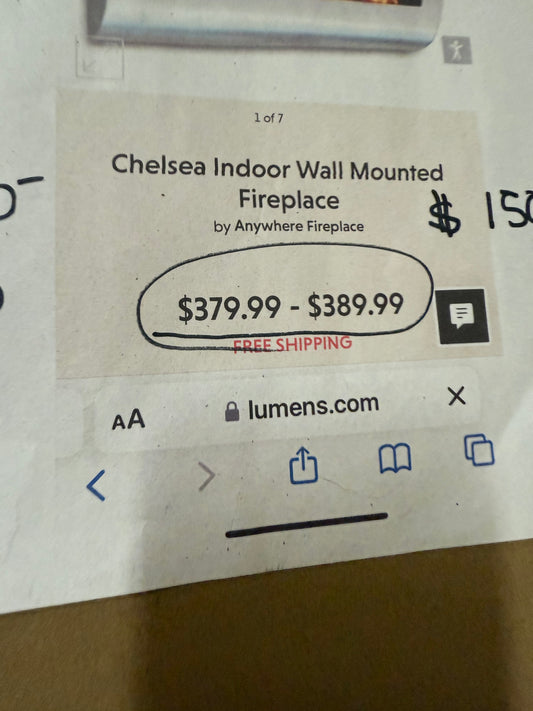 1 of 7
Chelsea Indoor Wall Mounted
Fireplace
by Anywhere Fireplace
$ 150
$379.99 - $389.99
FREE SHIPPING
AA
lumens.com